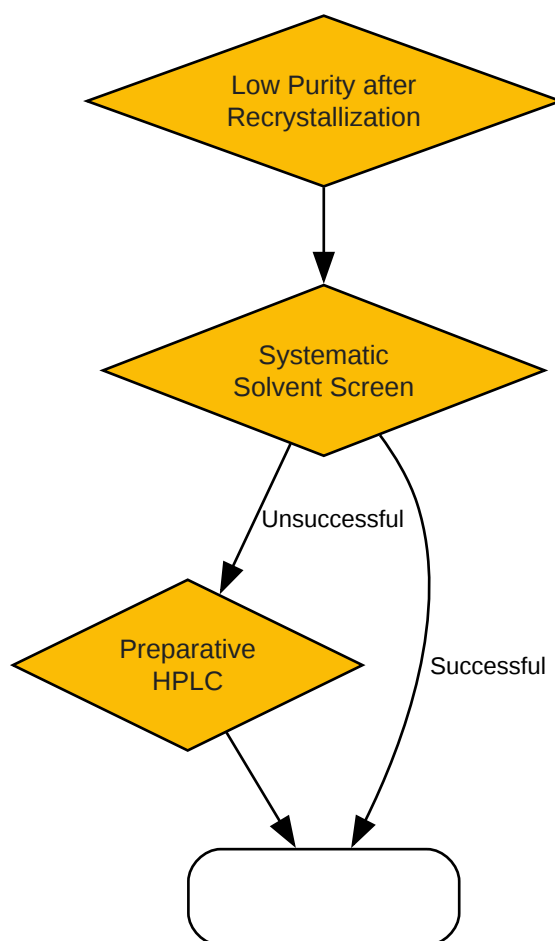 Low Purity after
Recrystallization
Systematic
Solvent Screen
Unsuccessful
Preparative
HPLC
Successful